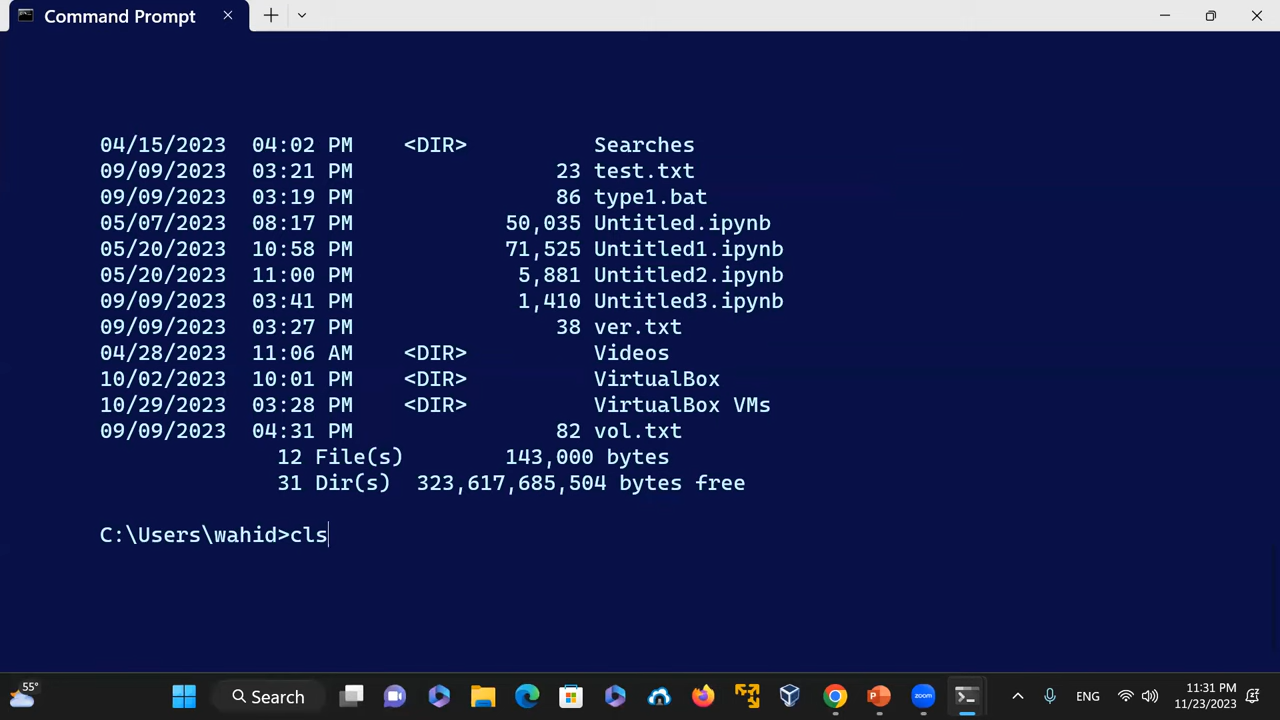 Command Prompt
04/15/2023  04:02 PM    <DIR>          Searches
09/09/2023  03:21 PM                23 test.txt
09/09/2023  03:19 PM                86 type1.bat
05/07/2023  08:17 PM            50,035 Untitled.ipynb
05/20/2023  10:58 PM            71,525 Untitled1.ipynb
05/20/2023  11:00 PM             5,881 Untitled2.ipynb
09/09/2023  03:41 PM             1,410 Untitled3.ipynb
09/09/2023  03:27 PM                38 ver.txt
04/28/2023  11:06 AM    <DIR>          Videos
10/02/2023  10:01 PM    <DIR>          VirtualBox
10/29/2023  03:28 PM    <DIR>          VirtualBox VMs
09/09/2023  04:31 PM                82 vol.txt
              12 File(s)        143,000 bytes
              31 Dir(s)  323,617,685,504 bytes free
C:\Users\wahid>cls
55°
Search
zoom
ENG
11:31 PM
11/23/2023